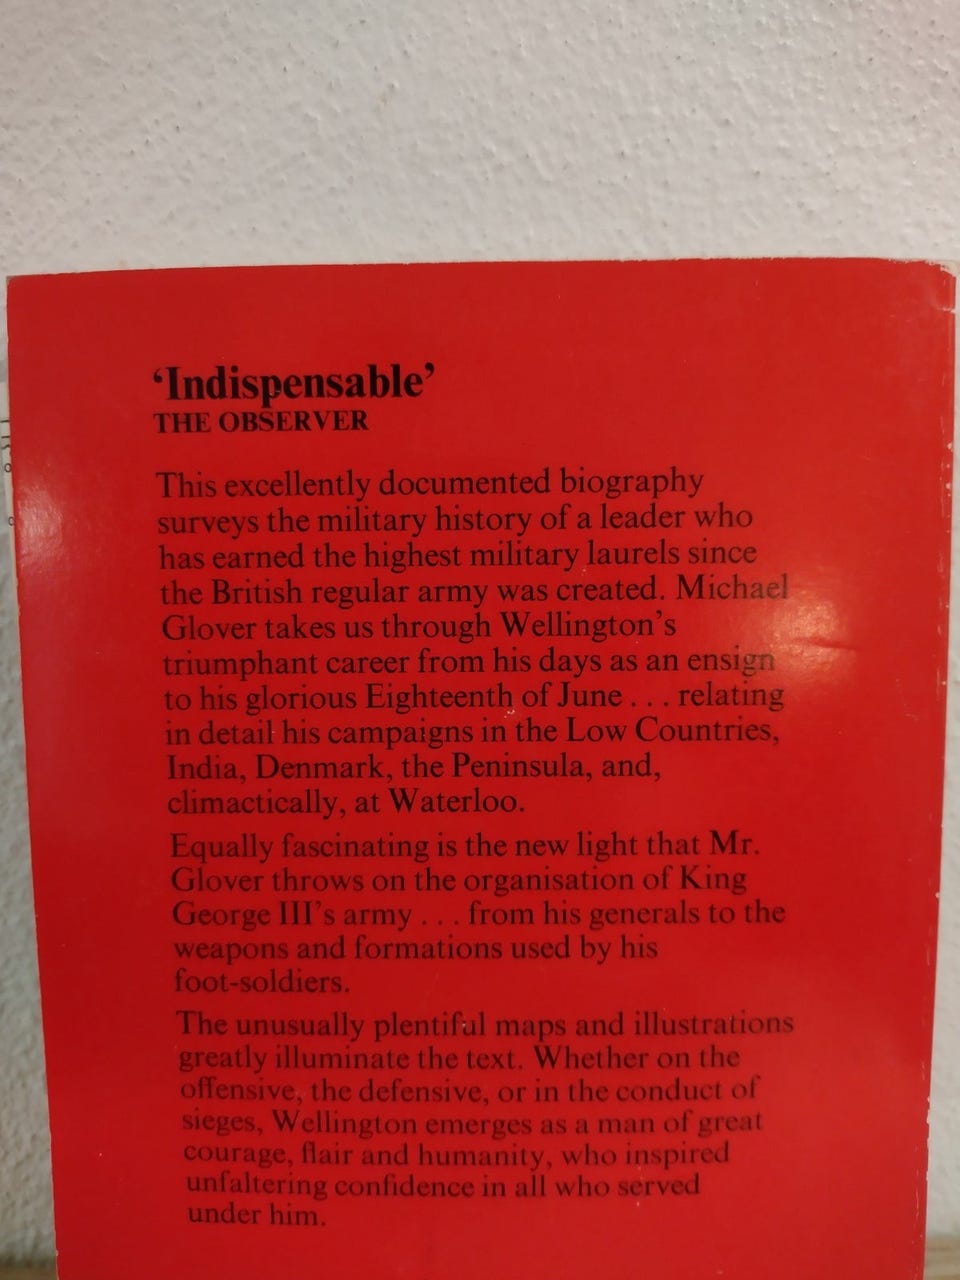 ‘Indispensable’
THE OBSERVER
This excellently documented biography
surveys the military history of a leader who
has earned the highest military laurels since
the British regular army was created. Michael
Glover takes us through Wellington’s
triumphant career from his days as an ensign
to his glorious Eighteenth of June . . . relating
in detail his campaigns in the Low Countries,
India, Denmark, the Peninsula, and,
climactically, at Waterloo.
Equally fascinating is the new light that Mr.
Glover throws on the organisation of King
George III’s army . . . from his generals to the
weapons and formations used by his
foot-soldiers.
The unusually plentiful maps and illustrations
greatly illuminate the text. Whether on the
offensive, the defensive, or in the conduct of
sieges, Wellington emerges as a man of great
courage, flair and humanity, who inspired
unfaltering confidence in all who served
under him.